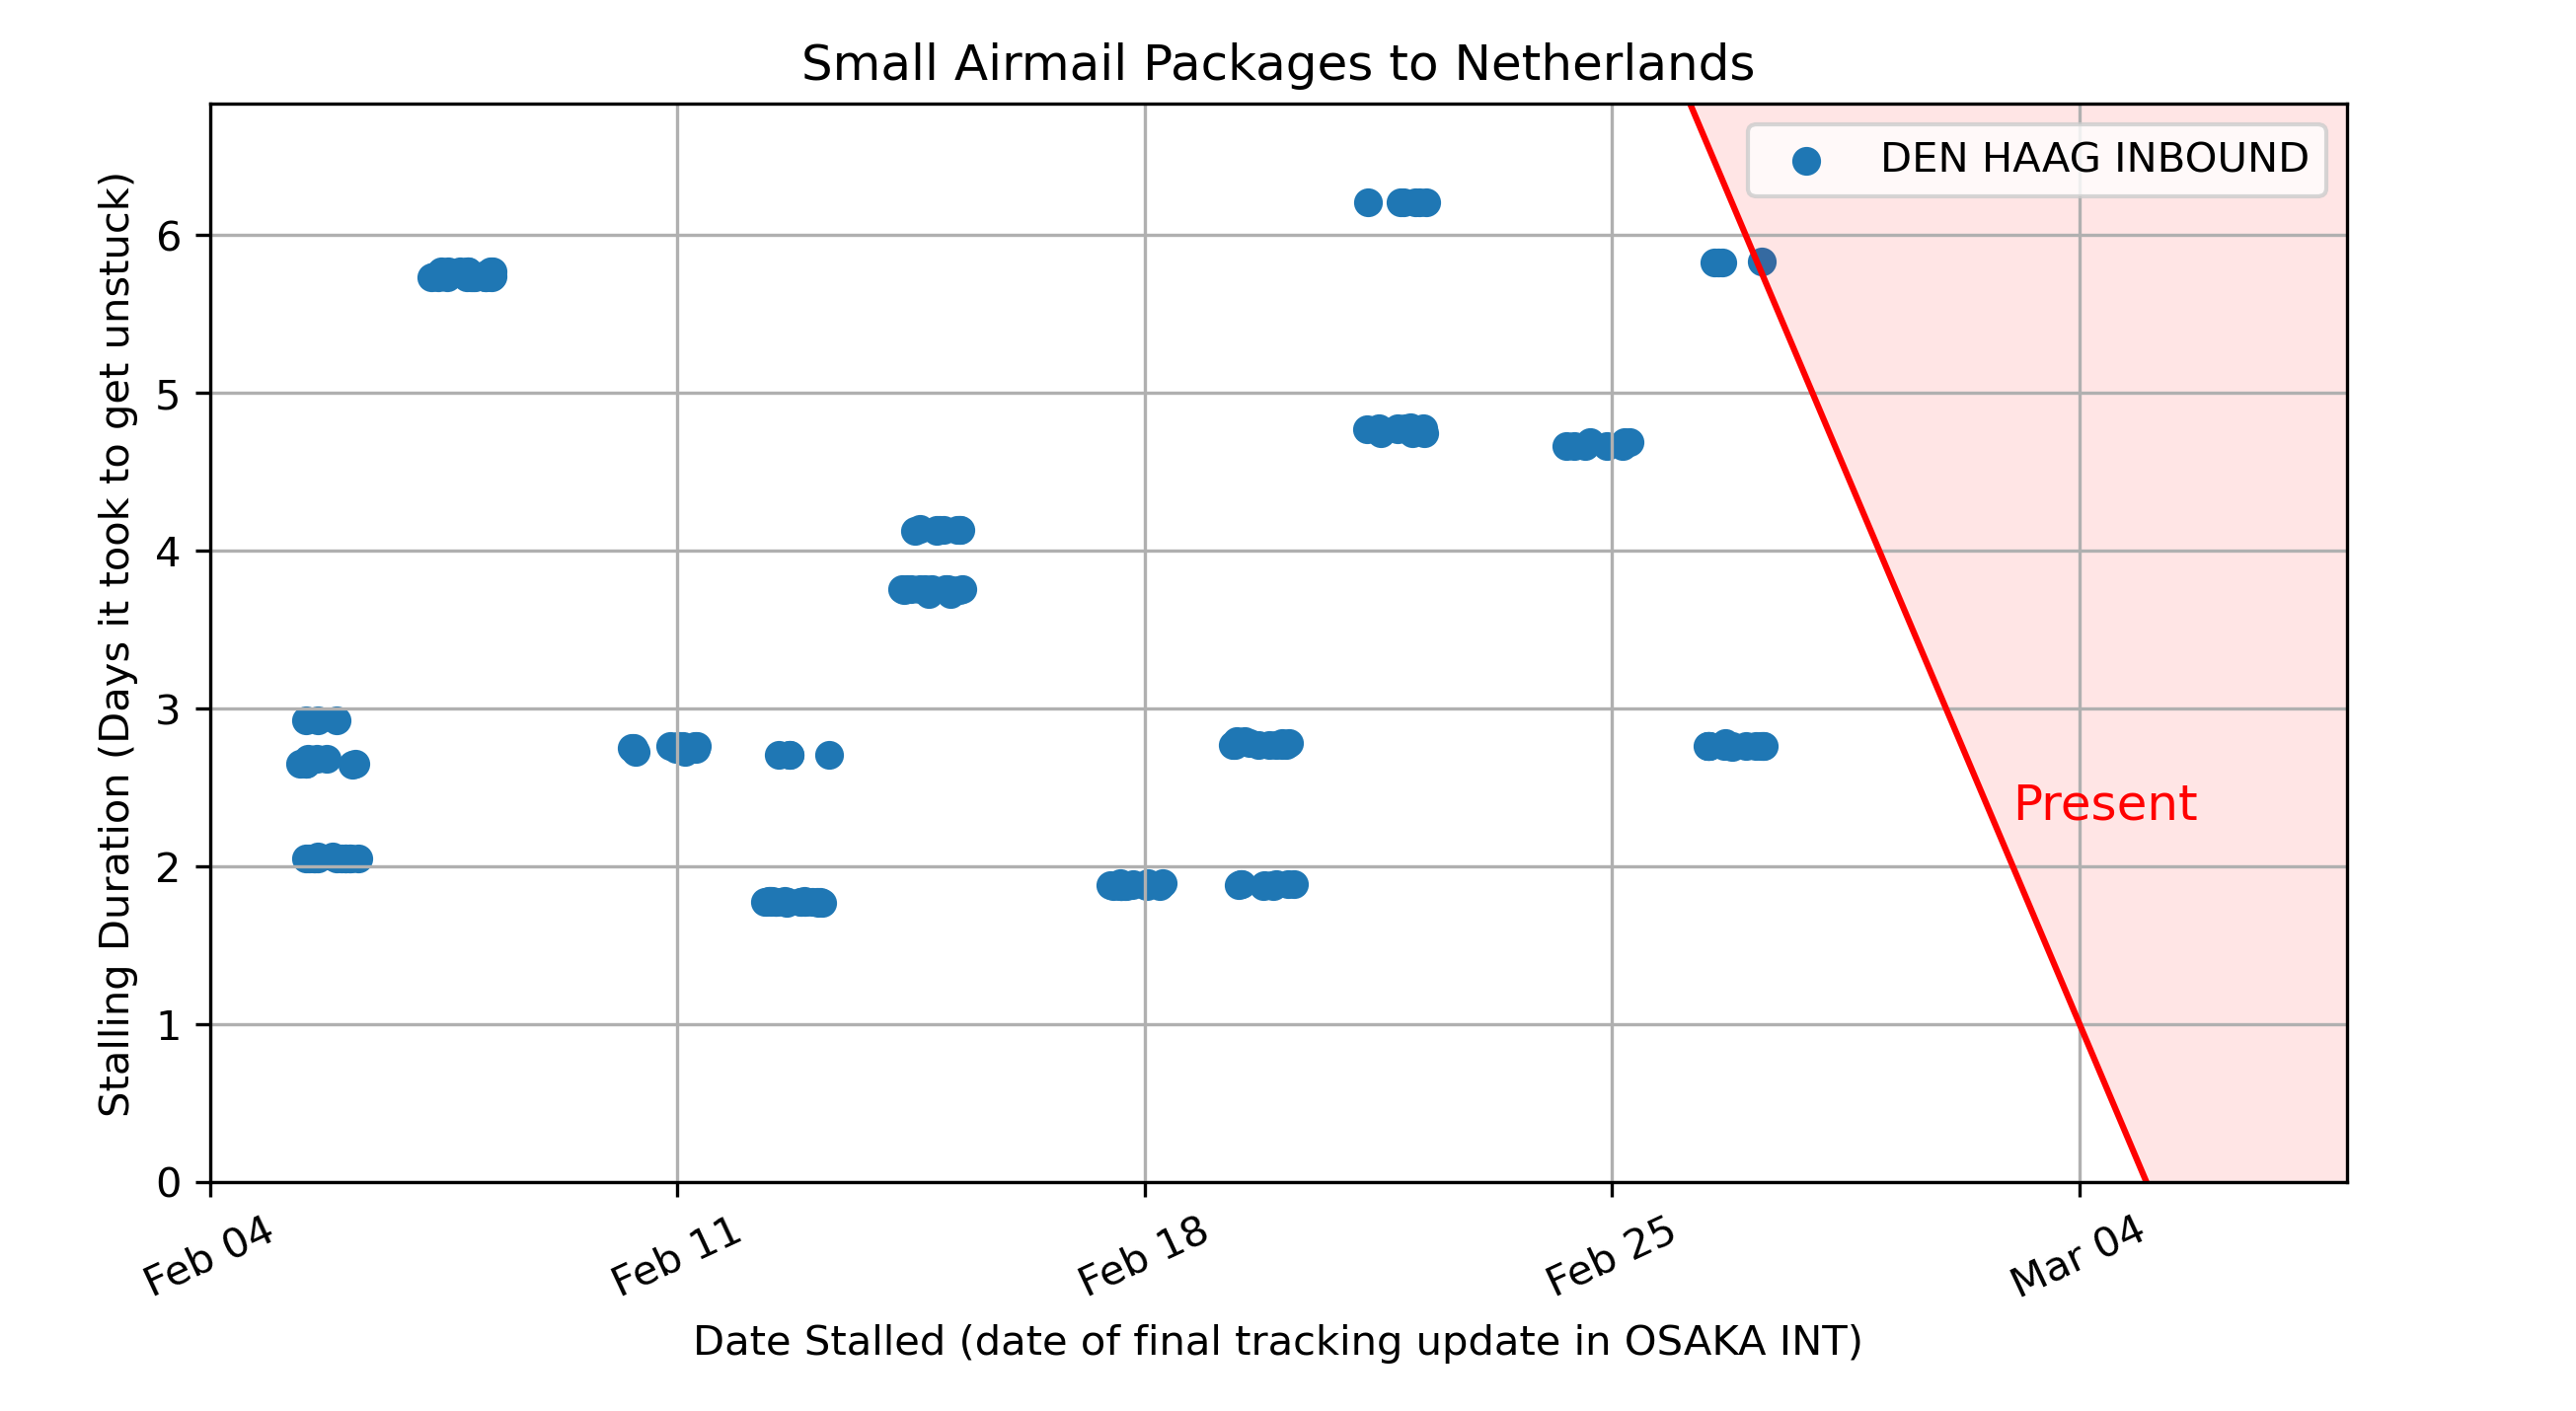 Small Airmail Packages to Netherlands
DEN HAAG INBOUND
Stalling Duration (Days it took to get unstuck)
6
5
4
3
2
1
0
Present
Feb 04
Feb 11
Feb 18
Feb 25
Mar 04
Date Stalled (date of final tracking update in OSAKA INT)